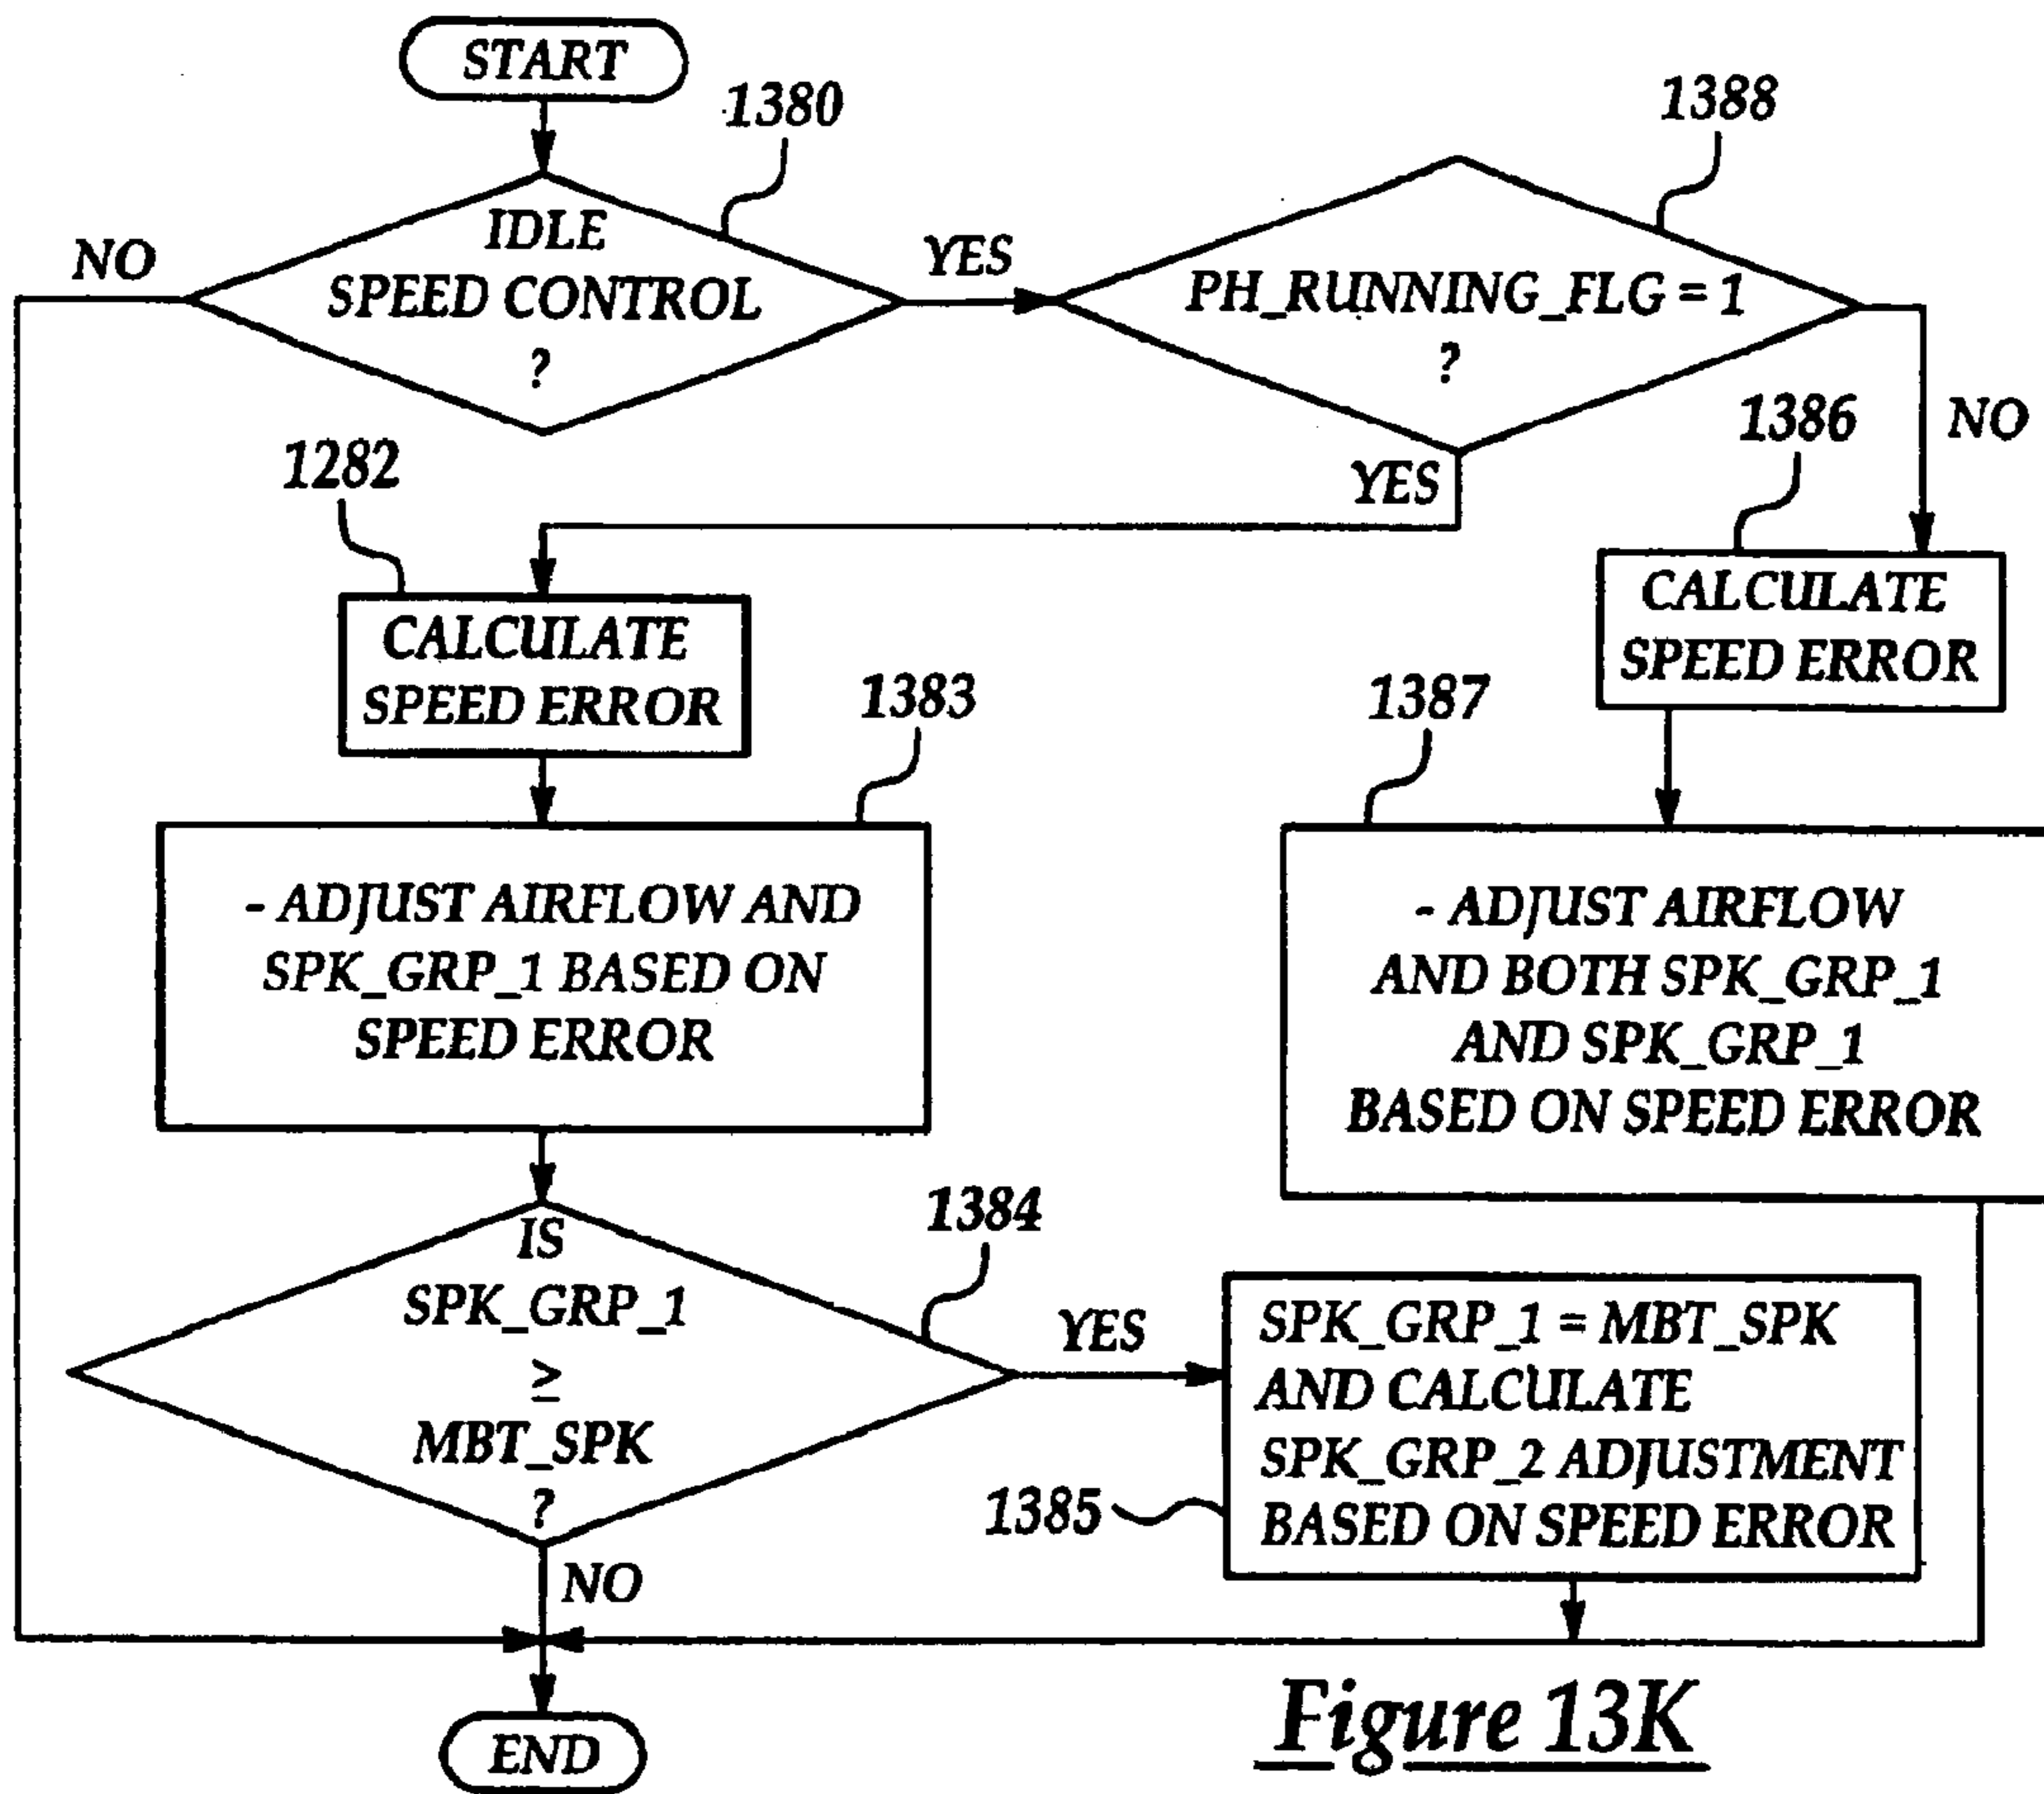 START
1380
1388
IDLE
SPEED CONTROL
?
NO
YES
PH_RUNNING_FLG = 1
?
1282
YES
1386
NO
CALCULATE
SPEED ERROR
CALCULATE
SPEED ERROR
1383
1387
- ADJUST AIRFLOW AND
SPK_GRP_1 BASED ON
SPEED ERROR
- ADJUST AIRFLOW
AND BOTH SPK_GRP_1
AND SPK_GRP_1
BASED ON SPEED ERROR
IS
SPK_GRP_1
≥
MBT_SPK
?
1384
YES
SPK_GRP_1 = MBT_SPK
AND CALCULATE
SPK_GRP_2 ADJUSTMENT
BASED ON SPEED ERROR
1385
NO
END
Figure 13K